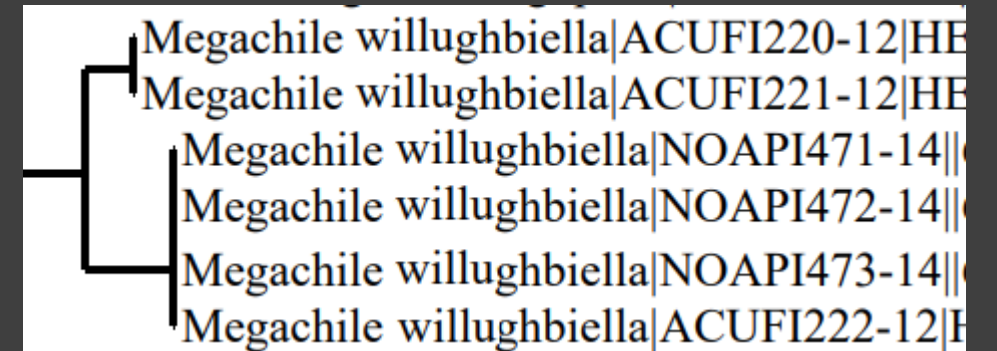 Megachile willughbiella|ACUFI220-12|HE
Megachile willughbiella|ACUFI221-12|HE
Megachile willughbiella|NOAPI471-14||
Megachile willughbiella|NOAPI472-14||
Megachile willughbiella|NOAPI473-14||
Megachile willughbiella|ACUFI222-12|H